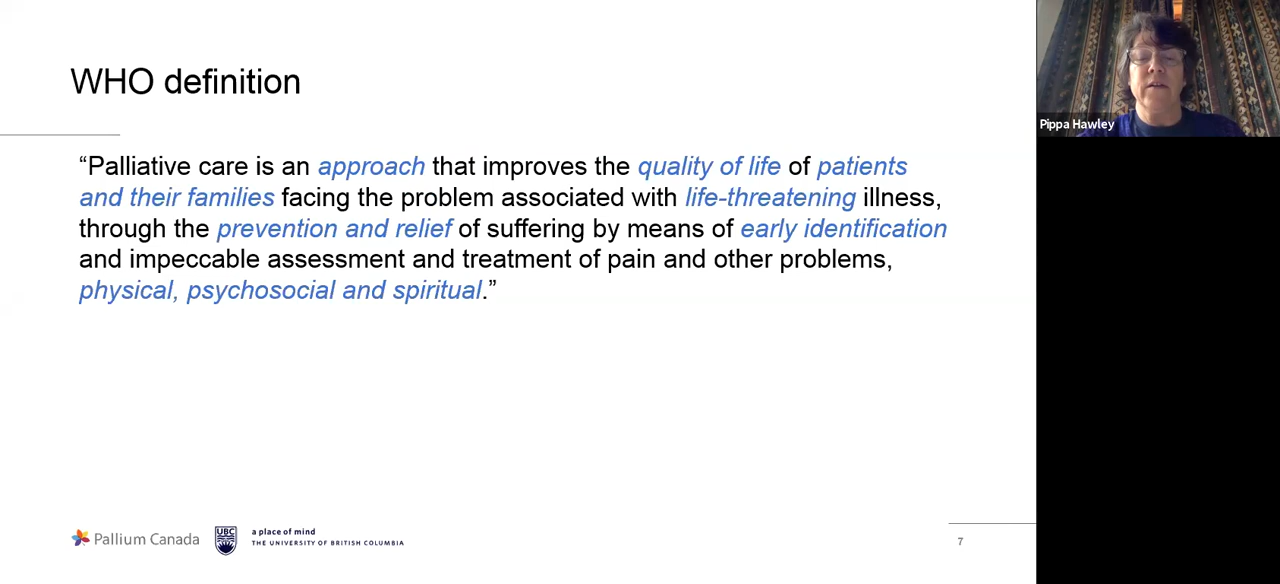 WHO definition
“Palliative care is an approach that improves the quality of life of patients
and their families facing the problem associated with life-threatening illness,
through the prevention and relief of suffering by means of early identification
and impeccable assessment and treatment of pain and other problems,
physical, psychosocial and spiritual.”
Pippa Hawley
Pallium Canada
UBC
a place of mind
THE UNIVERSITY OF BRITISH COLUMBIA
7